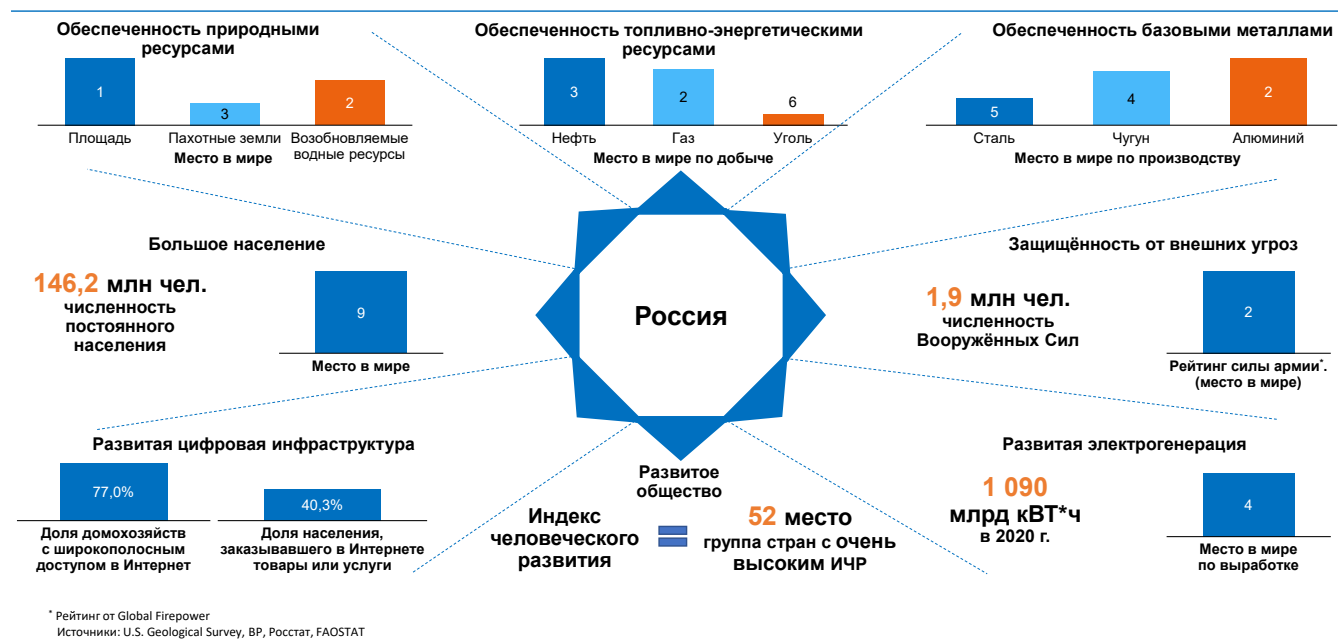 Обеспеченность природными
ресурсами
1
3
2
Площадь
Пахотные земли
Возобновляемые
водные ресурсы
Место в мире
Обеспеченность топливно-энергетическими
ресурсами
3
2
6
Нефть
Газ
Уголь
Место в мире по добыче
Обеспеченность базовыми металлами
5
4
2
Сталь
Чугун
Алюминий
Место в мире по производству
Большое население
146,2 млн чел.
численность
постоянного
населения
9
Место в мире
Россия
Защищённость от внешних угроз
1,9 млн чел.
численность
Вооружённых Сил
2
Рейтинг силы армии*.
(место в мире)
Развитая цифровая инфраструктура
77,0%
40,3%
Доля домохозяйств
с широкополосным
доступом в Интернет
Доля населения,
заказывавшего в Интернете
товары или услуги
Развитое
общество
Индекс
человеческого
развития
52 место
группа стран с очень
высоким ИЧР
Развитая электрогенерация
1 090
млрд кВТ*ч
в 2020 г.
4
Место в мире
по выработке
* Рейтинг от Global Firepower
Источники: U.S. Geological Survey, BP, Росстат, FAOSTAT